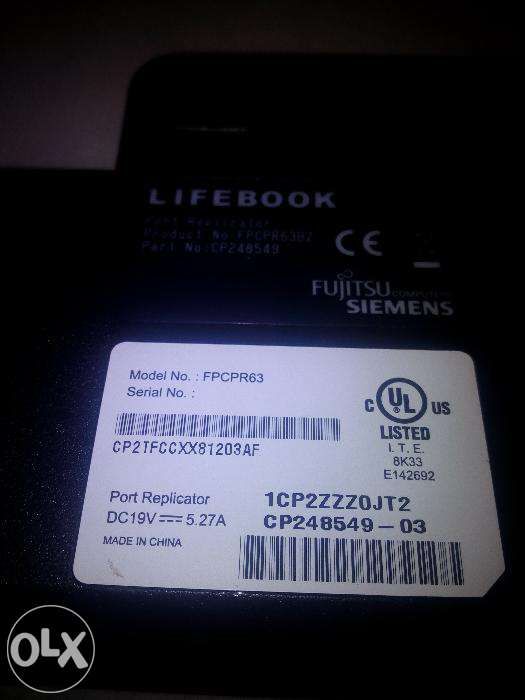 LIFEBOOK
Port Replicator
Product No:FPCPR63BZ
Part No:CP248549
CE
FUJITSU COMPUTERS
SIEMENS
Model No. : FPCPR63
Serial No. :
CP2TFCCXX81203AF
C UL US
LISTED
I.T.E.
8K33
E142692
Port Replicator
DC19V 5.27A
MADE IN CHINA
1CP2ZZZ0JT2
CP248549-03
OLX